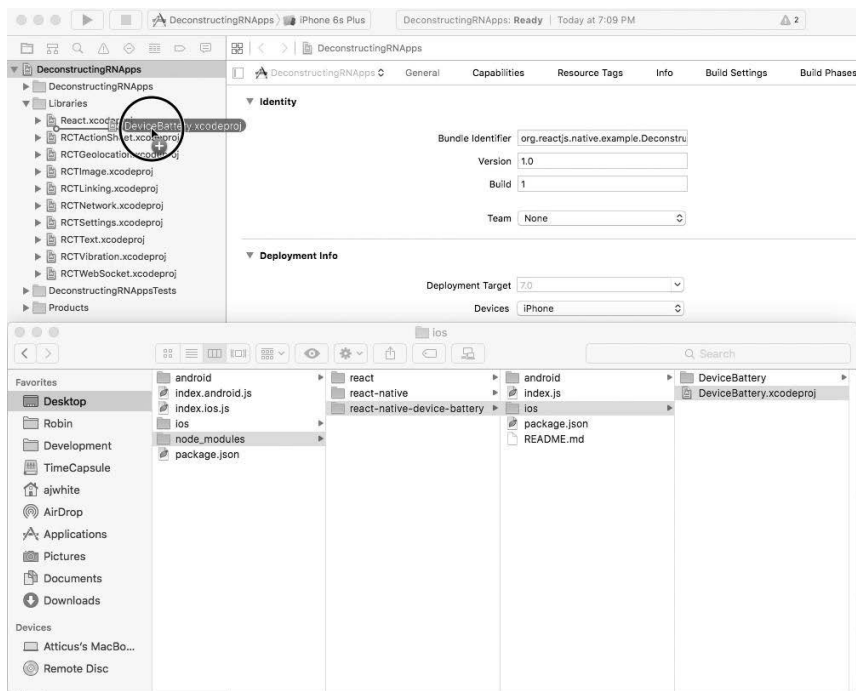 DeconstructingRNApps iPhone 6s Plus DeconstructingRNApps: Ready Today at 7:09 PM 2
DeconstructingRNApps
DeconstructingRNApps
DeconstructingRNApps General Capabilities Resource Tags Info Build Settings Build Phases
DeconstructingRNApps
Libraries
React.xcodeproj
DeviceBattery.xcodeproj
RCTActionSheet.xcodeproj
RCTGeolocation.xcodeproj
RCTImage.xcodeproj
RCTLinking.xcodeproj
RCTNetwork.xcodeproj
RCTSettings.xcodeproj
RCTText.xcodeproj
RCTVibration.xcodeproj
RCTWebSocket.xcodeproj
DeconstructingRNAppsTests
Products
Identity
Bundle Identifier org.reactjs.native.example.Deconstru
Version 1.0
Build 1
Team None
Deployment Info
Deployment Target 7.0
Devices iPhone
ios
Search
Favorites
Desktop
Robin
Development
TimeCapsule
ajwhite
AirDrop
Applications
Pictures
Documents
Downloads
Devices
Atticus's MacBo...
Remote Disc
android
index.android.js
index.ios.js
ios
node_modules
package.json
react
react-native
react-native-device-battery
android
index.js
ios
package.json
README.md
DeviceBattery
DeviceBattery.xcodeproj